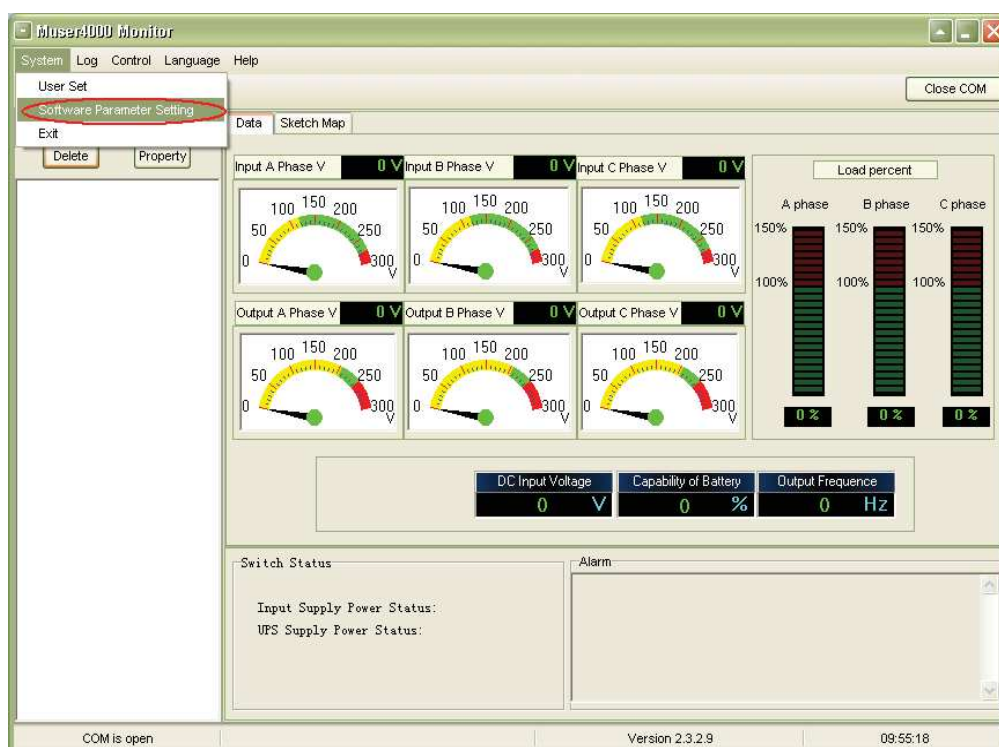 Muser4000 Monitor
System Log Control Language Help
User Set
Software Parameter Setting
Exit
Close COM
Delete Property
Data Sketch Map
Input A Phase V 0 V
0 50 100 150 200 250 300 V
Input B Phase V 0 V
0 50 100 150 200 250 300 V
Input C Phase V 0 V
0 50 100 150 200 250 300 V
Output A Phase V 0 V
0 50 100 150 200 250 300 V
Output B Phase V 0 V
0 50 100 150 200 250 300 V
Output C Phase V 0 V
0 50 100 150 200 250 300 V
Load percent
A phase B phase C phase
150% 150% 150%
100% 100% 100%
0 % 0 % 0 %
DC Input Voltage Capability of Battery Output Frequence
0 V 0 % 0 Hz
Switch Status
Input Supply Power Status:
UPS Supply Power Status:
Alarm
COM is open Version 2.3.2.9 09:55:18